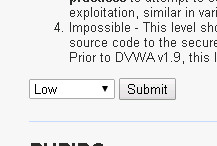 practices to attempt to s
exploitation, similar in vari
4. Impossible - This level sho
source code to the secure
Prior to DVWA v1.9, this l
Low Submit